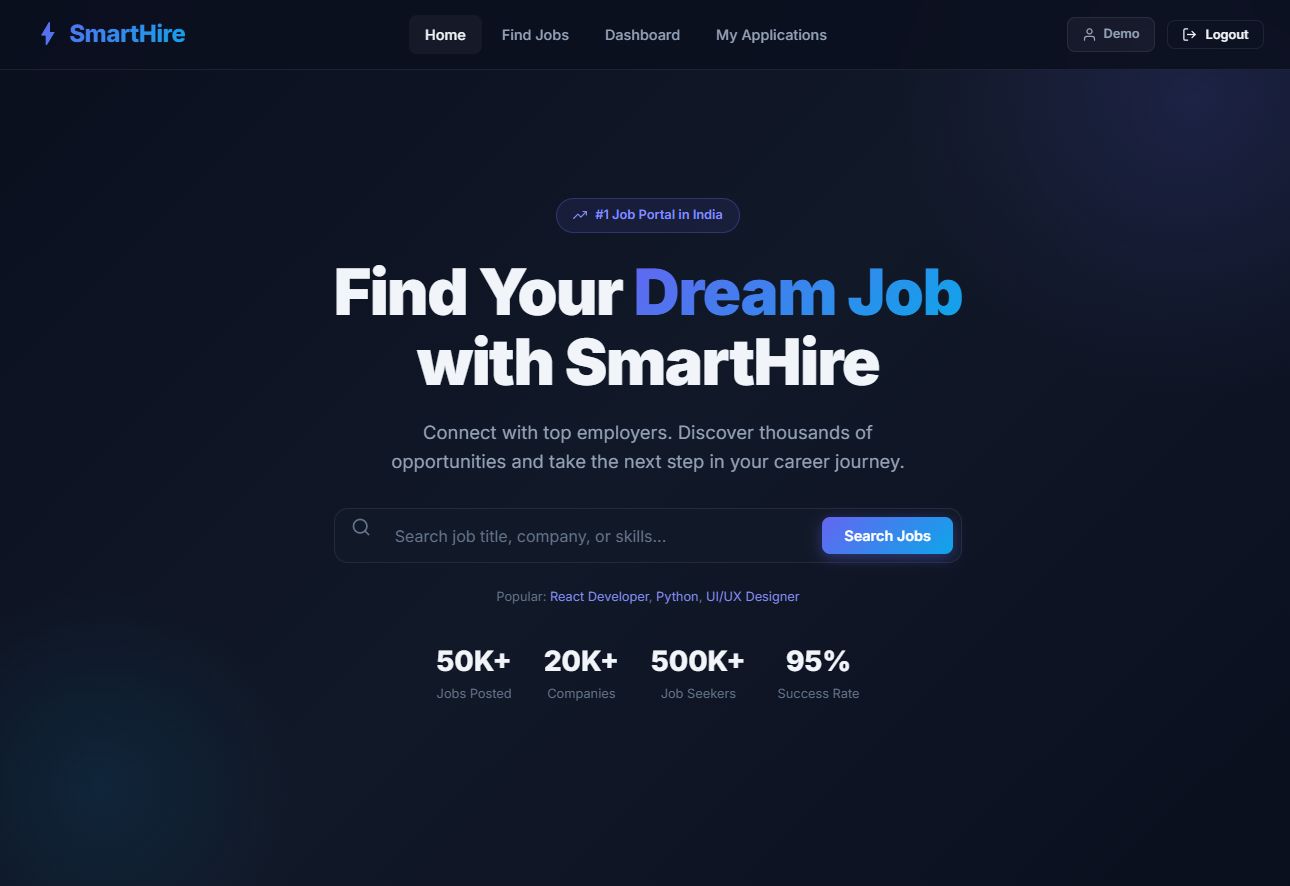 SmartHire
Home
Find Jobs
Dashboard
My Applications
Demo
Logout
#1 Job Portal in India
Find Your Dream Job
with SmartHire
Connect with top employers. Discover thousands of
opportunities and take the next step in your career journey.
Search job title, company, or skills...
Search Jobs
Popular: React Developer, Python, UI/UX Designer
50K+ 20K+ 500K+ 95%
Jobs Posted Companies Job Seekers Success Rate